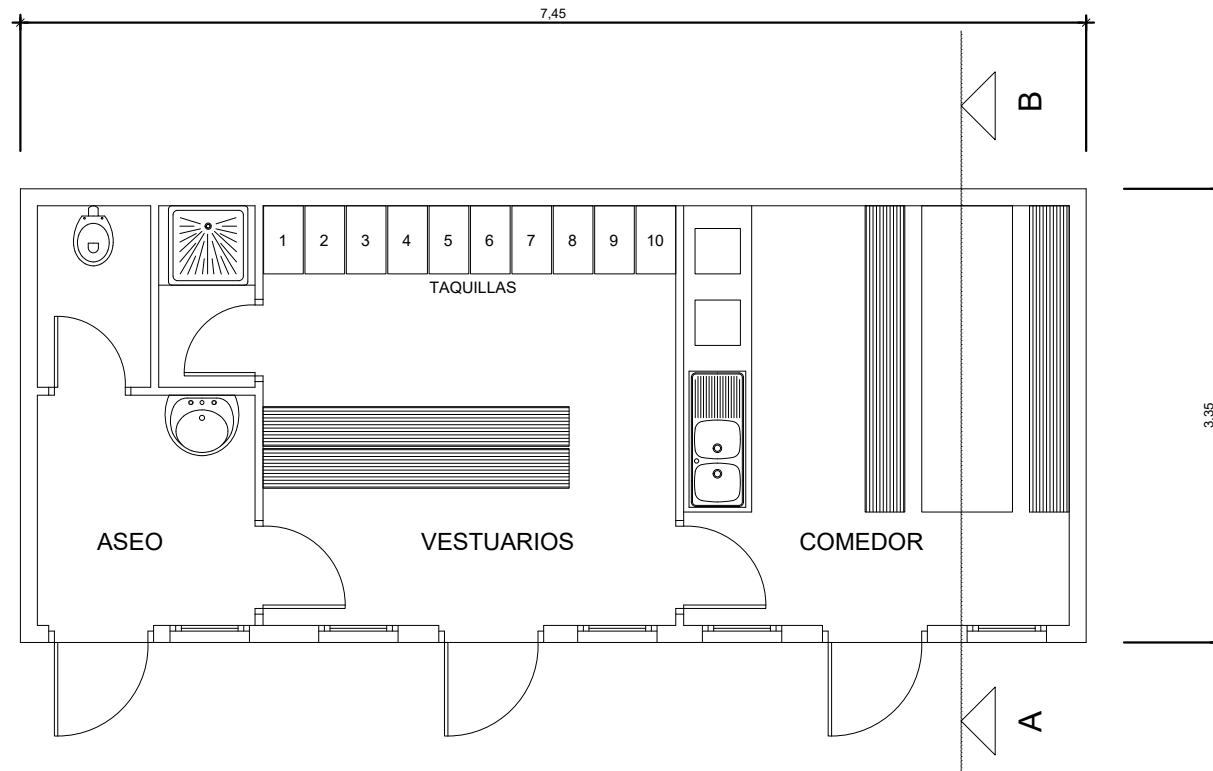 7,45
B
1 2 3 4 5 6 7 8 9 10
TAQUILLAS
3.35
ASEO VESTUARIOS COMEDOR
A